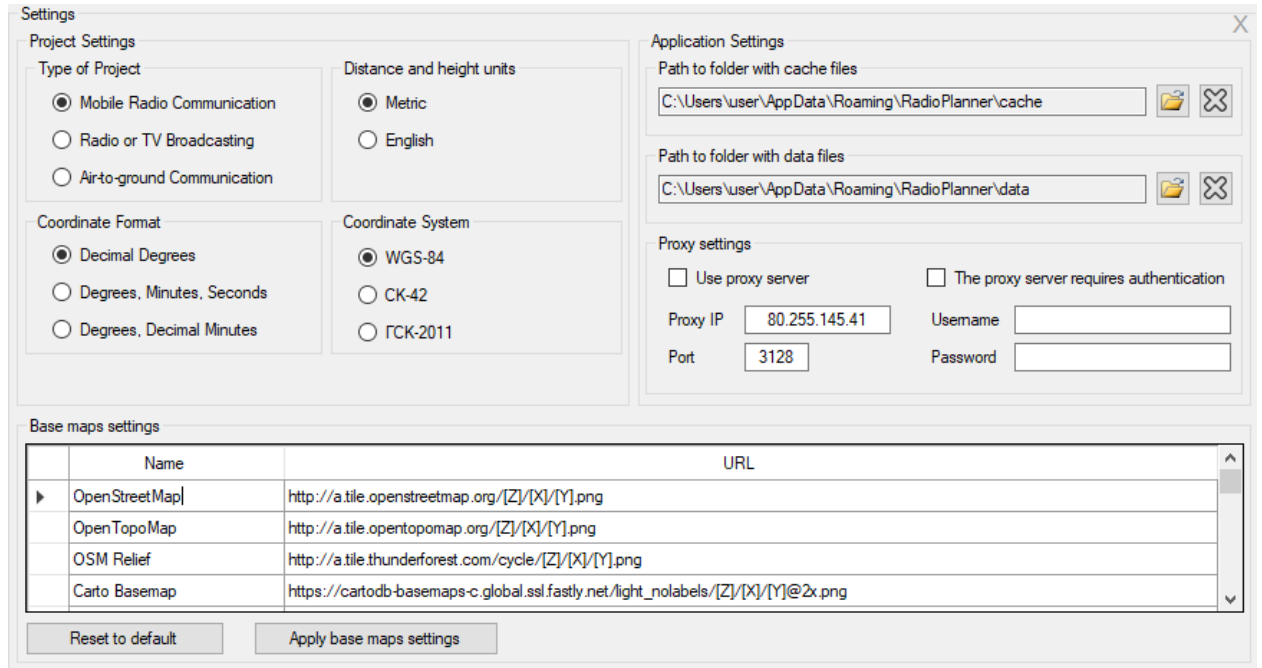 Settings
X
Project Settings
Type of Project
Mobile Radio Communication
Radio or TV Broadcasting
Air-to-ground Communication
Distance and height units
Metric
English
Coordinate Format
Decimal Degrees
Degrees, Minutes, Seconds
Degrees, Decimal Minutes
Coordinate System
WGS-84
СК-42
ГСК-2011
Application Settings
Path to folder with cache files
C:\Users\user\AppData\Roaming\RadioPlanner\cache
Path to folder with data files
C:\Users\user\AppData\Roaming\RadioPlanner\data
Proxy settings
Use proxy server
The proxy server requires authentication
Proxy IP 80.255.145.41 Username
Port 3128 Password
Base maps settings
Name URL
OpenStreetMap http://a.tile.openstreetmap.org/[Z]/[X]/[Y].png
OpenTopoMap http://a.tile.opentopomap.org/[Z]/[X]/[Y].png
OSM Relief http://a.tile.thunderforest.com/cycle/[Z]/[X]/[Y].png
Carto Basemap https://cartodb-basemaps-c.global.ssl.fastly.net/light_nolabels/[Z]/[X]/[Y]@2x.png
Reset to default Apply base maps settings